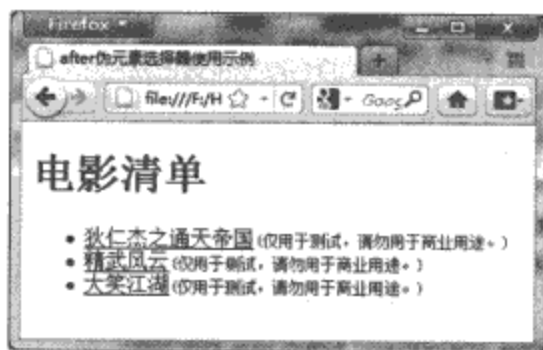 Firefox
after伪元素选择器使用示例
file:///F:/H
Goog
电影清单
狄仁杰之通天帝国(仅用于测试，请勿用于商业用途。)
精武风云(仅用于测试，请勿用于商业用途。)
大笑江湖(仅用于测试，请勿用于商业用途。)